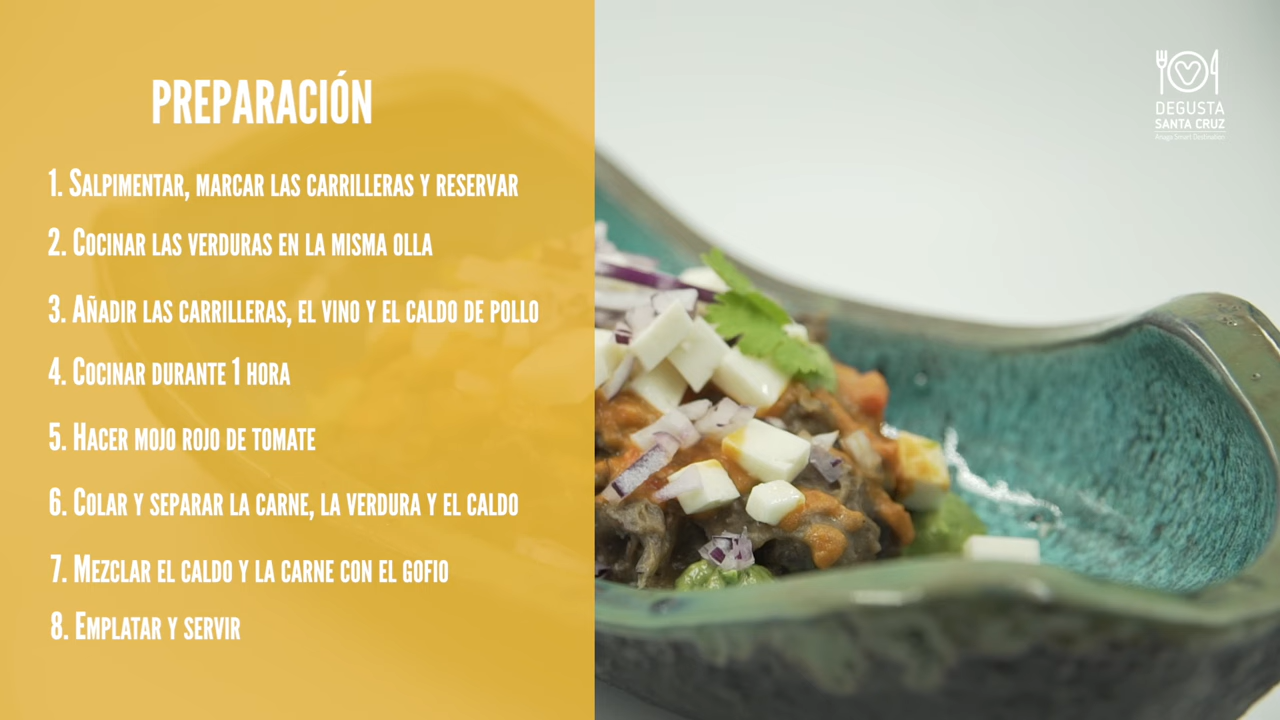 PREPARACIÓN
1. SALPIMENTAR, MARCAR LAS CARRILLERAS Y RESERVAR
2. COCINAR LAS VERDURAS EN LA MISMA OLLA
3. AÑADIR LAS CARRILLERAS, EL VINO Y EL CALDO DE POLLO
4. COCINAR DURANTE 1 HORA
5. HACER MOJO ROJO DE TOMATE
6. COLAR Y SEPARAR LA CARNE, LA VERDURA Y EL CALDO
7. MEZCLAR EL CALDO Y LA CARNE CON EL GOFIO
8. EMPLATAR Y SERVIR
DEGUSTA
SANTA CRUZ
Anaga Smart Destination